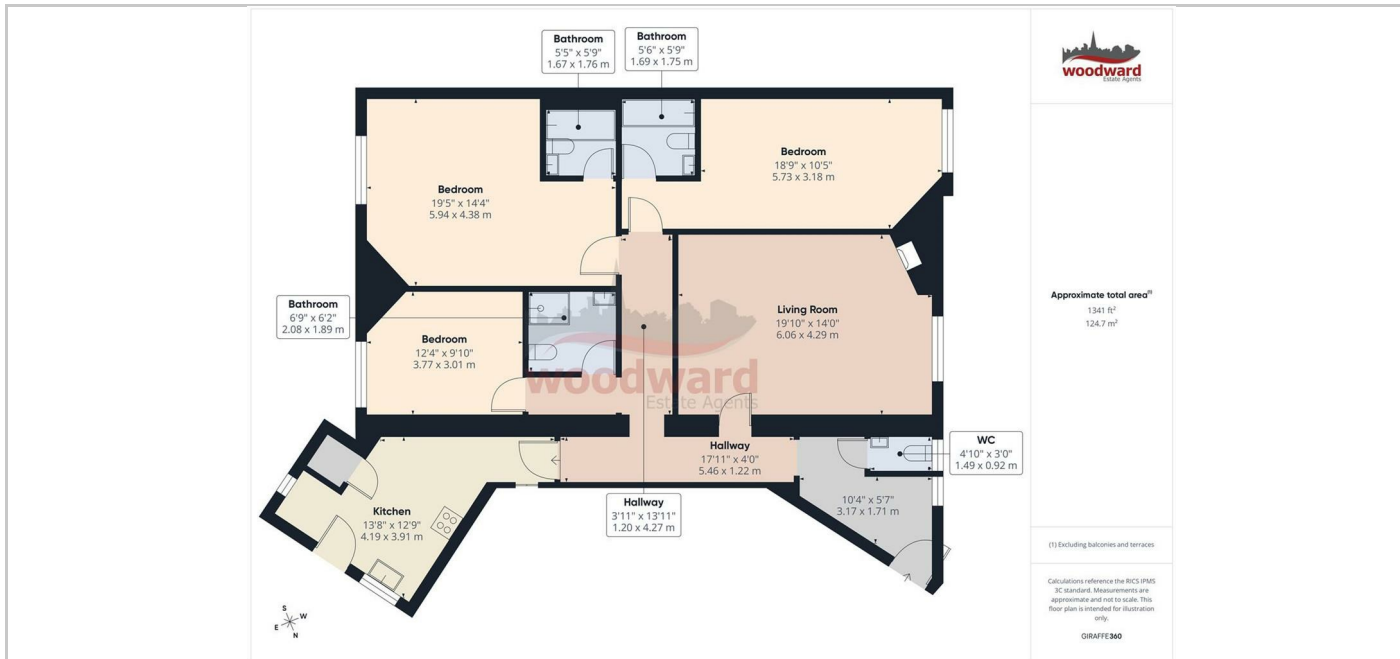 Bathroom
5'5" x 5'9"
1.67 x 1.76 m
Bathroom
5'6" x 5'9"
1.69 x 1.75 m
woodward
Estate Agents
Bedroom
19'5" x 14'4"
5.94 x 4.38 m
Bedroom
18'9" x 10'5"
5.73 x 3.18 m
Bathroom
6'9" x 6'2"
2.08 x 1.89 m
Bedroom
12'4" x 9'10"
3.77 x 3.01 m
Living Room
19'10" x 14'0"
6.06 x 4.29 m
woodward
Estate Agents
Approximate total area⁽¹⁾
1341 ft²
124.7 m²
Hallway
17'11" x 4'0"
5.46 x 1.22 m
WC
4'10" x 3'0"
1.49 x 0.92 m
Kitchen
13'8" x 12'9"
4.19 x 3.91 m
Hallway
3'11" x 13'11"
1.20 x 4.27 m
10'4" x 5'7"
3.17 x 1.71 m
(1) Excluding balconies and terraces
Calculations reference the RICS IPMS
3C standard. Measurements are
approximate and not to scale. This
floor plan is intended for illustration
only.
GIRAFFE360
S
W
E
N